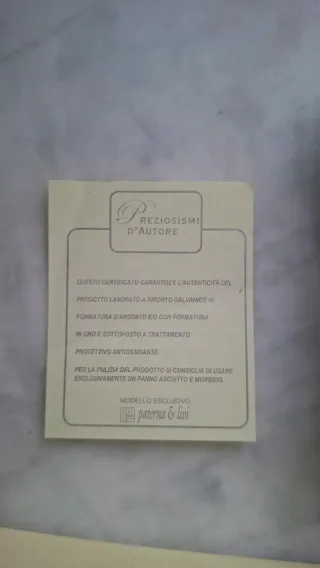 PREZIOSISMI
D'AUTORE
QUESTO CERTIFICATO GARANTISCE L'AUTENTICITÀ DEL
PRODOTTO LAVORATO A RIPORTO GALVANICO IN
FORMATURA D'ARGENTO E/O CON FORMATURA
IN ORO E SOTTOPOSTO A TRATTAMENTO
PROTETTIVO ANTIOSSIDANTE:
PER LA PULIZIA DEL PRODOTTO SI CONSIGLIA DI USARE
ESCLUSIVAMENTE UN PANNO ASCIUTTO E MORBIDO.
MODELLO ESCLUSIVO
paterna & livi